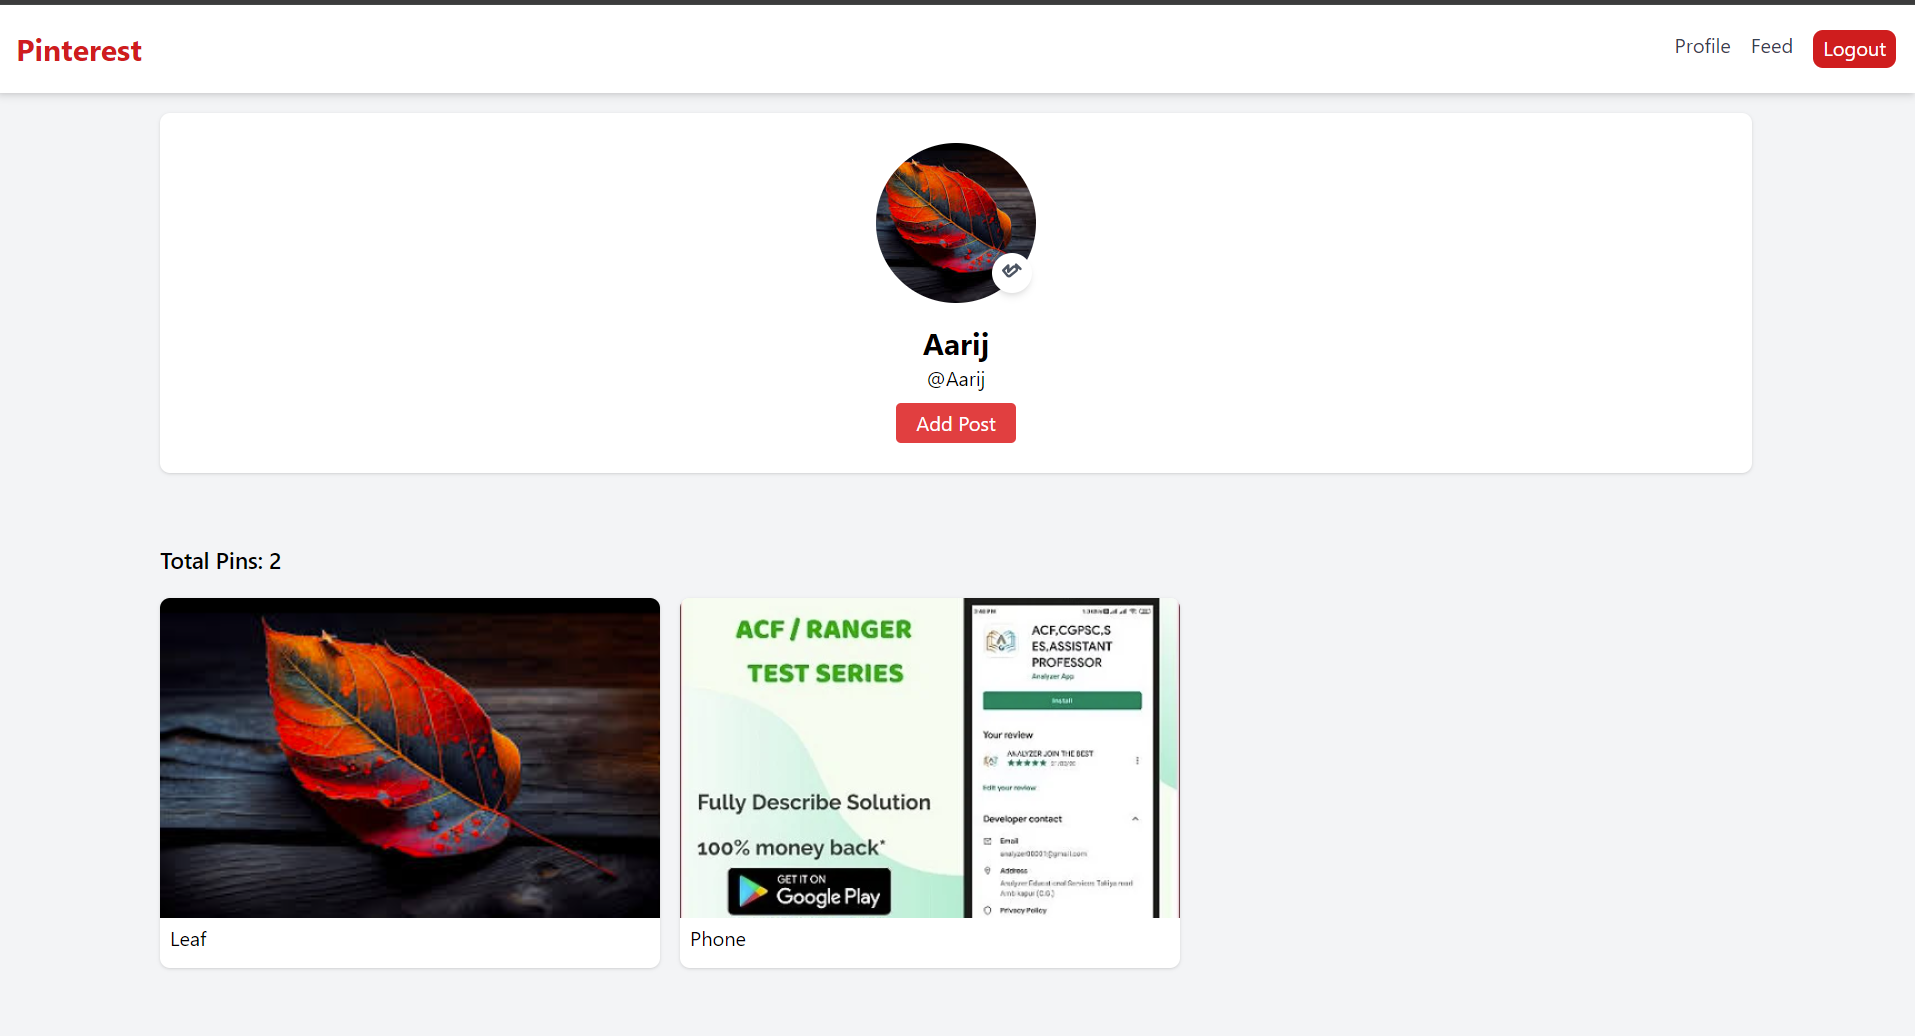 Pinterest
Profile
Feed
Logout
Aarij
@Aarij
Add Post
Total Pins: 2
ACF / RANGER
TEST SERIES
Fully Describe Solution
100% money back*
GET IT ON
Google Play
ACF,CGPSC,S
ES,ASSISTANT
PROFESSOR
Analyzer App
Install
Your review
ANALYZER JOIN THE BEST
Edit your review
Developer contact
Email
Address
Privacy Policy
Leaf
Phone